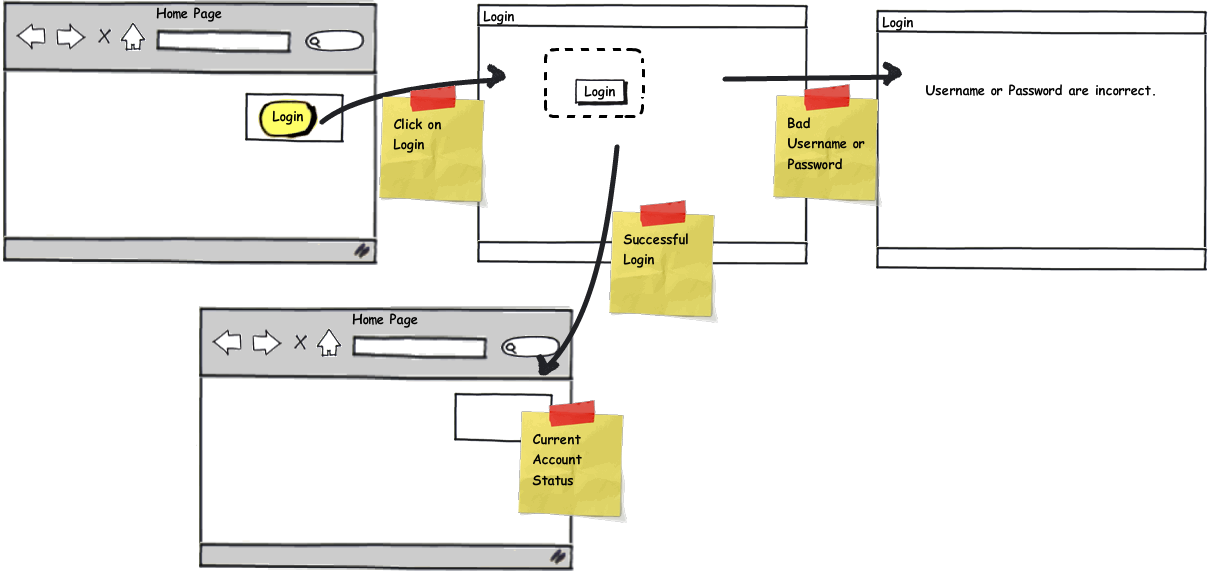 Home Page
Login
Click on
Login
Login
Login
Successful
Login
Bad
Username or
Password
Login
Username or Password are incorrect.
Home Page
Current
Account
Status